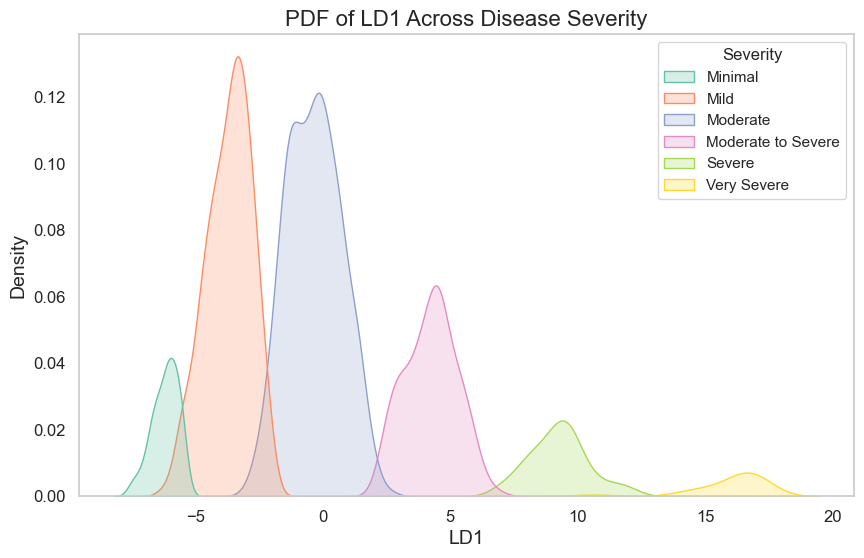 PDF of LD1 Across Disease Severity
Severity
Minimal
Mild
Moderate
Moderate to Severe
Severe
Very Severe
Density
0.12
0.10
0.08
0.06
0.04
0.02
0.00
−5
0
5
10
15
20
LD1